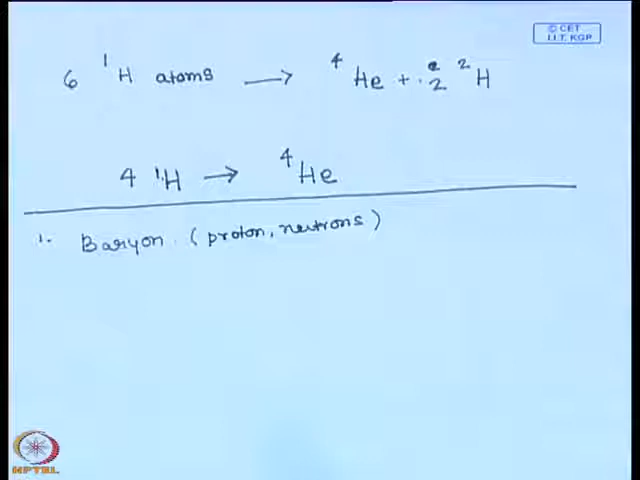 © CET
I.I.T. KGP
6 ¹H atoms → ⁴He + 2 ²H
4 ¹H → ⁴He
1. Baryon. (proton, neutrons)
NPTEL